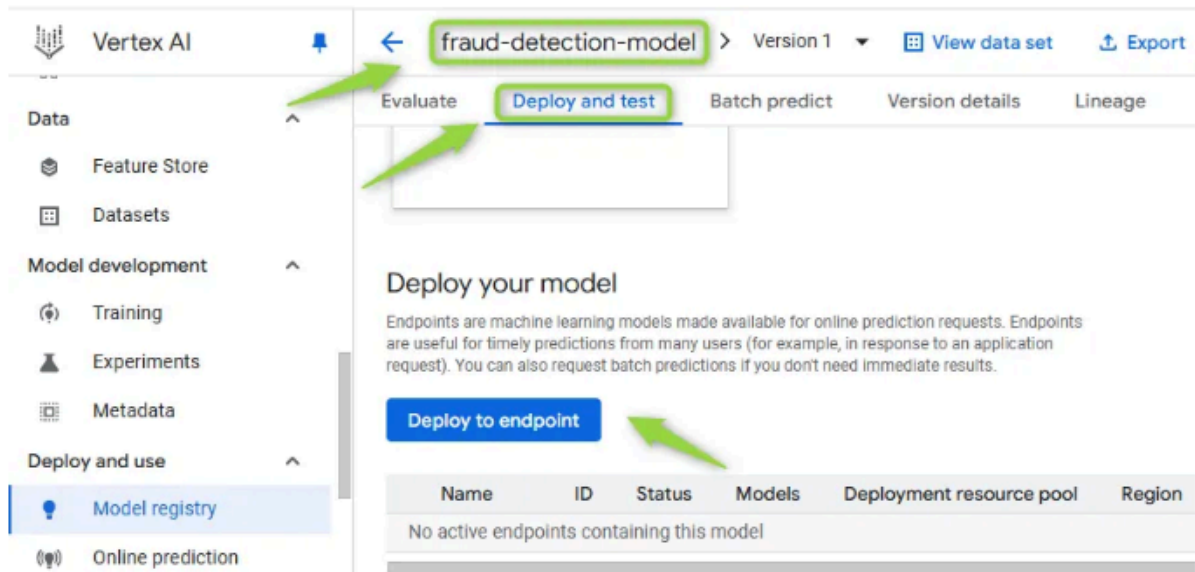 Vertex AI
fraud-detection-model
Version 1
View data set
Export
Evaluate
Deploy and test
Batch predict
Version details
Lineage
Data
Feature Store
Datasets
Model development
Training
Experiments
Metadata
Deploy and use
Model registry
Online prediction
Deploy your model
Endpoints are machine learning models made available for online prediction requests. Endpoints
are useful for timely predictions from many users (for example, in response to an application
request). You can also request batch predictions if you don't need immediate results.
Deploy to endpoint
Name ID Status Models Deployment resource pool Region
No active endpoints containing this model